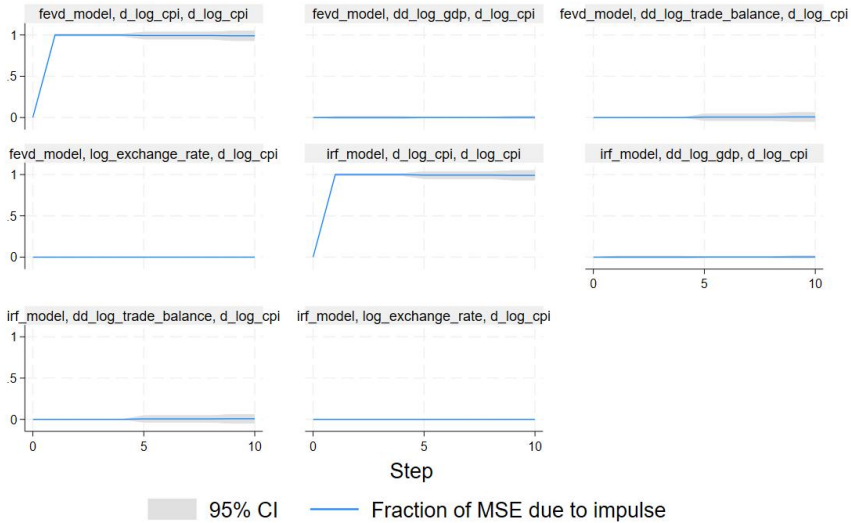 fevd_model, d_log_cpi, d_log_cpi
fevd_model, dd_log_gdp, d_log_cpi
fevd_model, dd_log_trade_balance, d_log_cpi
1
.5
0
fevd_model, log_exchange_rate, d_log_cpi
irf_model, d_log_cpi, d_log_cpi
irf_model, dd_log_gdp, d_log_cpi
1
.5
0
0 5 10
irf_model, dd_log_trade_balance, d_log_cpi
irf_model, log_exchange_rate, d_log_cpi
1
.5
0
0 5 10
0 5 10
Step
95% CI
Fraction of MSE due to impulse